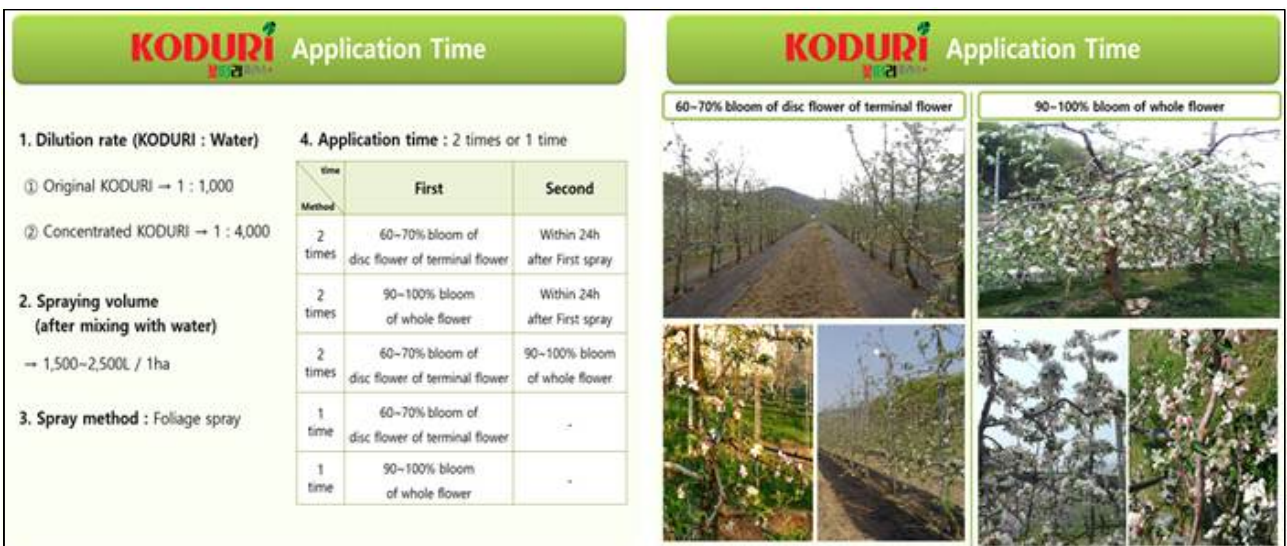 KODURi Application Time
1. Dilution rate (KODURI : Water)
① Original KODURI → 1 : 1,000
② Concentrated KODURI → 1 : 4,000
2. Spraying volume
(after mixing with water)
→ 1,500~2,500L / 1ha
3. Spray method : Foliage spray
4. Application time : 2 times or 1 time
time
Method
First
Second
2
times
60~70% bloom of
disc flower of terminal flower
Within 24h
after First spray
2
times
90~100% bloom
of whole flower
Within 24h
after First spray
2
times
60~70% bloom of
disc flower of terminal flower
90~100% bloom
of whole flower
1
time
60~70% bloom of
disc flower of terminal flower
-
1
time
90~100% bloom
of whole flower
-
KODURi Application Time
60~70% bloom of disc flower of terminal flower
90~100% bloom of whole flower